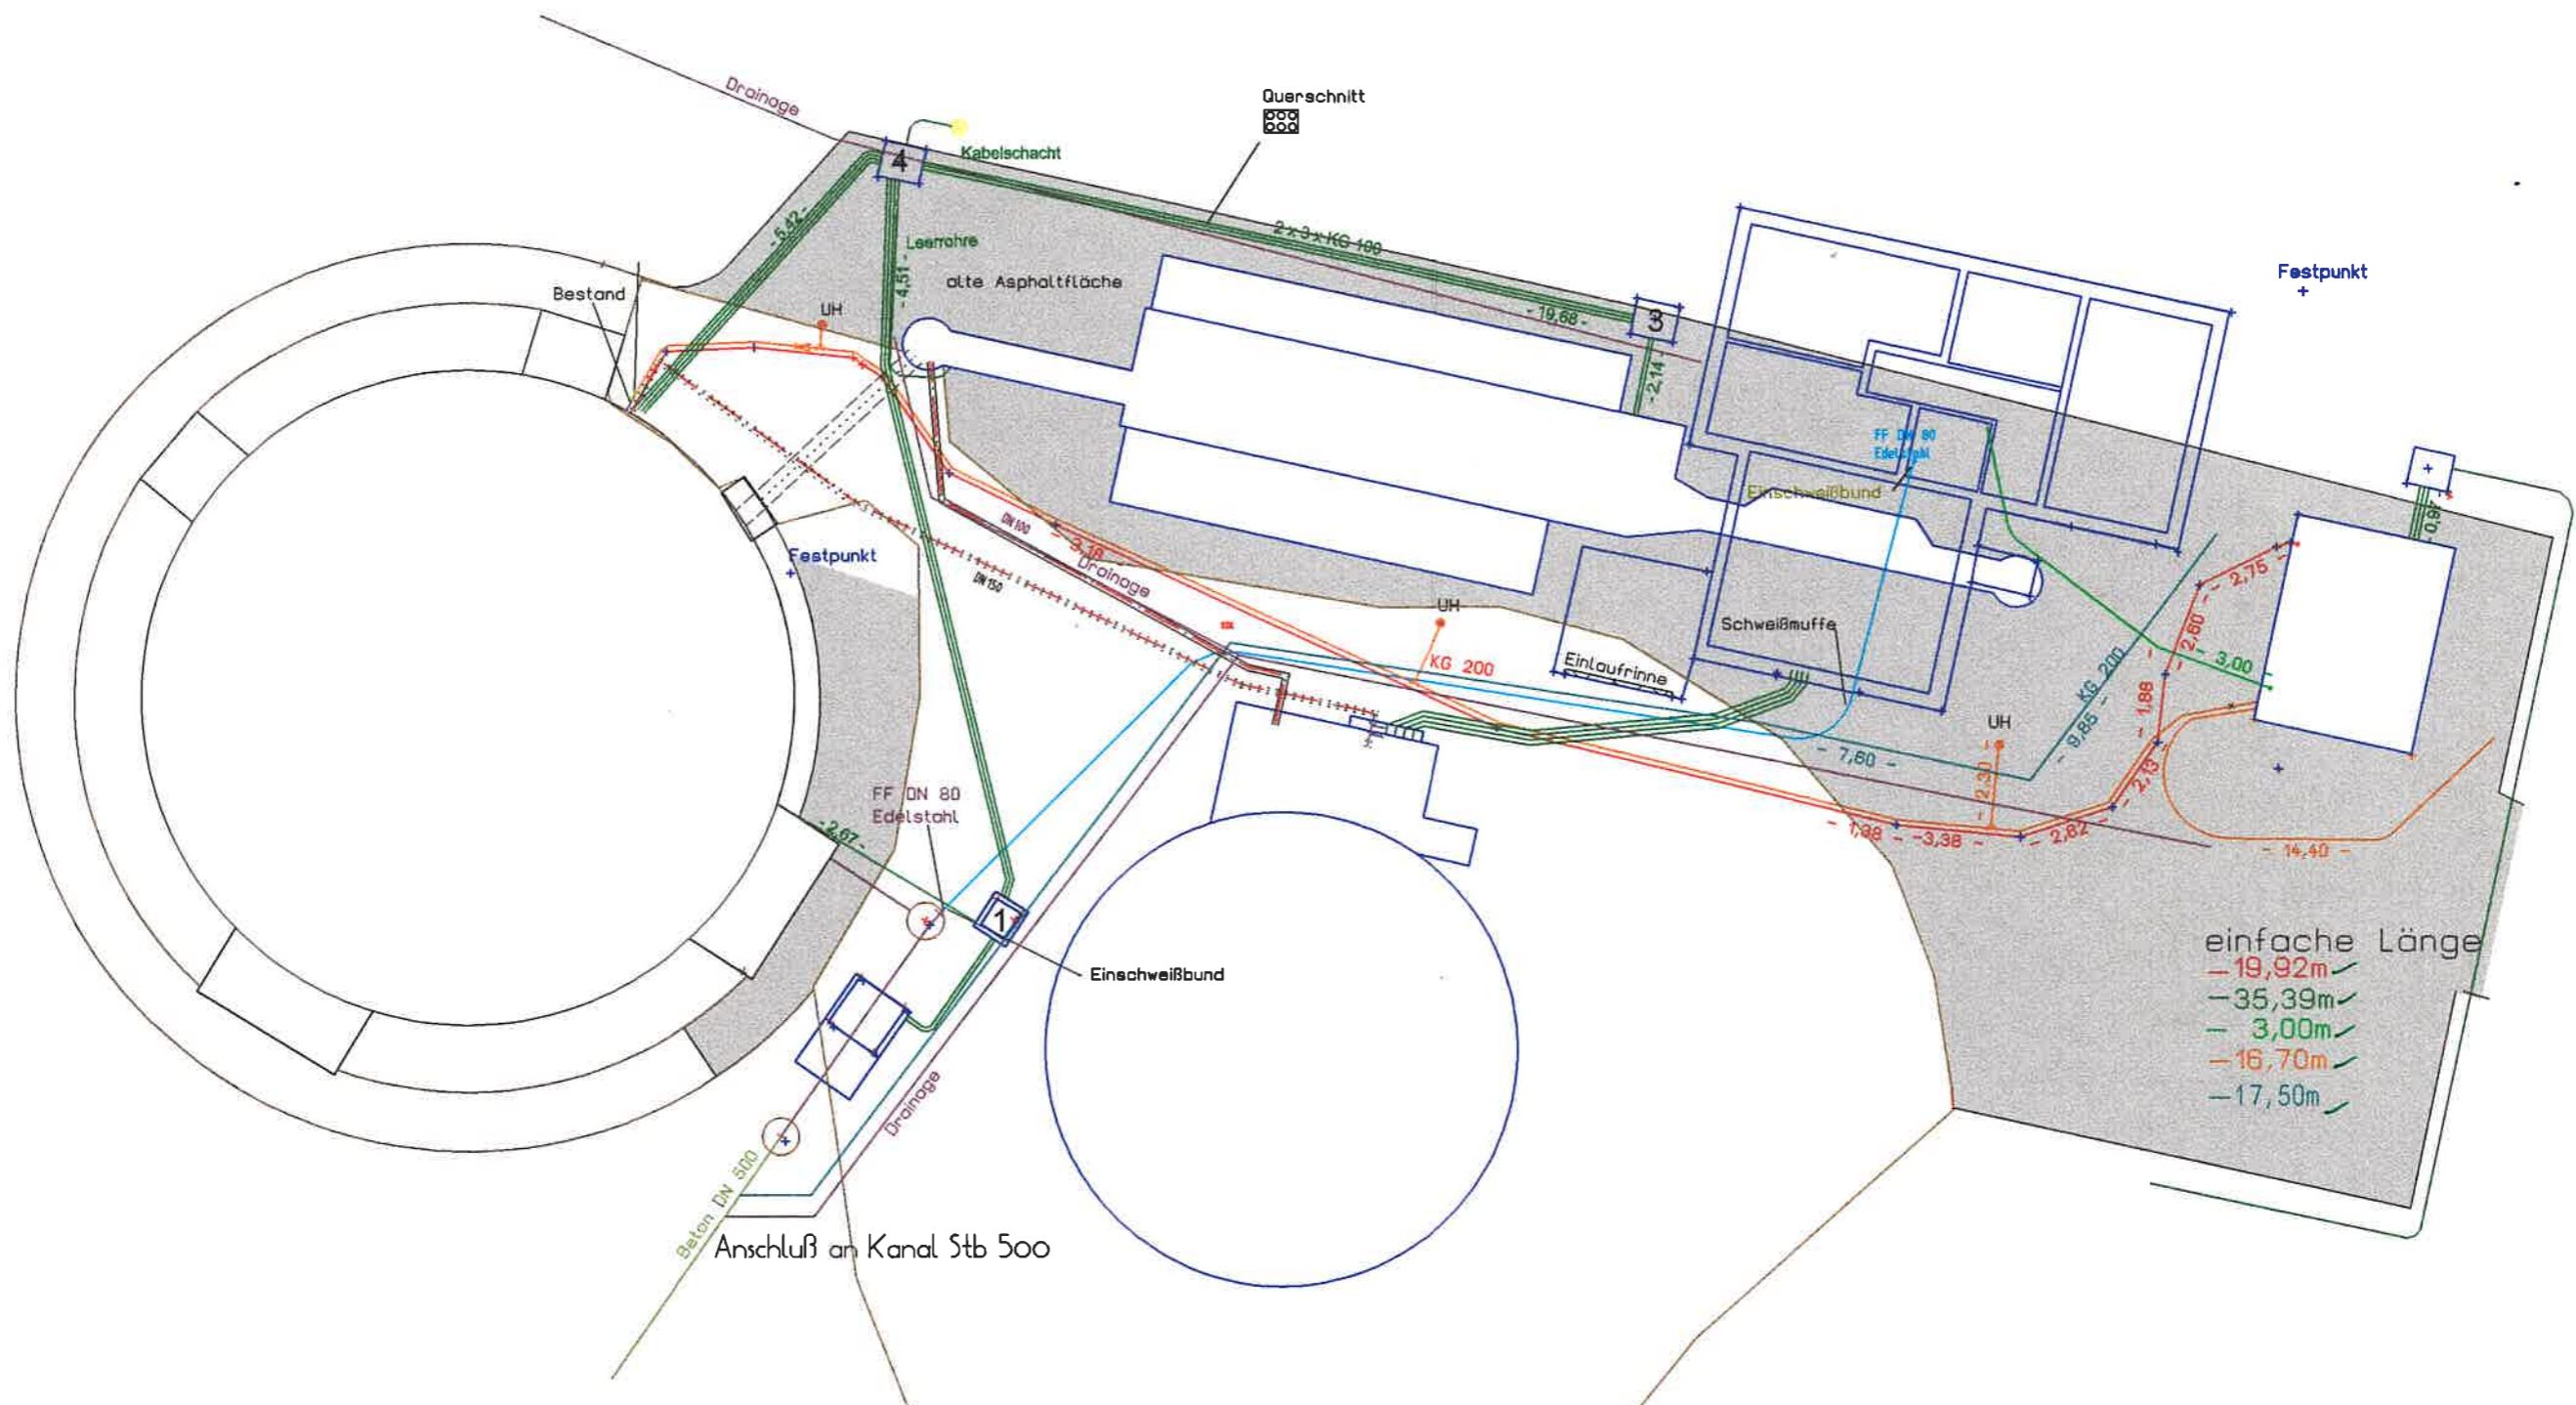 Drainage
Querschnitt
4
Kabelschacht
- 5,42 -
Leerrohre
- 4,51 -
2 x 3 x KG 100
alte Asphaltfläche
Festpunkt
Bestand
UH
- 19,68 -
3
- 2,14 -
FF DN 80
Edelstahl
Einschweißbund
0,97
DN 100
- 3,18 -
Festpunkt
Drainage
DN 150
UH
- 2,75 -
Schweißmuffe
- 2,60 -
KG 200
Einlaufrinne
- 3,00
KG 200
- 1,88 -
UH
- 9,85 -
- 7,60 -
- 2,30 -
- 2,13 -
FF DN 80
Edelstahl
- 2,67 -
- 1,38 -
-3,38 -
- 2,82 -
- 14,40 -
1
einfache Länge
-19,92m
-35,39m
- 3,00m
-16,70m
-17,50m
Einschweißbund
Drainage
Beton DN 500
Anschluß an Kanal Stb 500